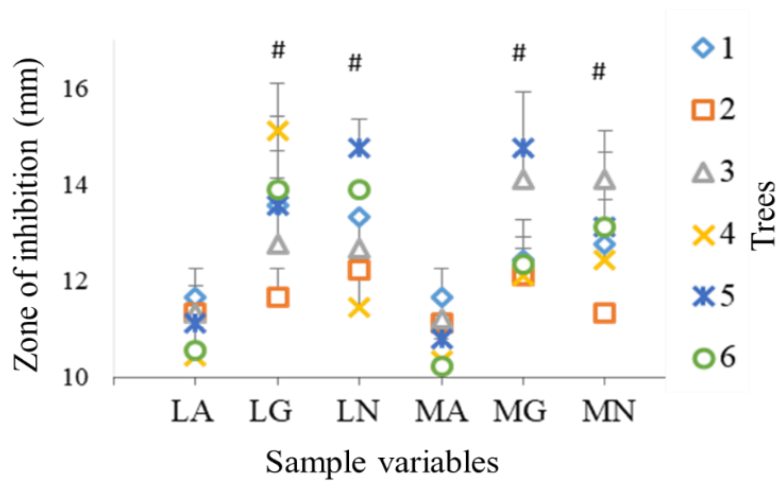 # # # #
16
14
12
10
Zone of inhibition (mm)
LA LG LN MA MG MN
Sample variables
1
2
3
4
5
6
Trees